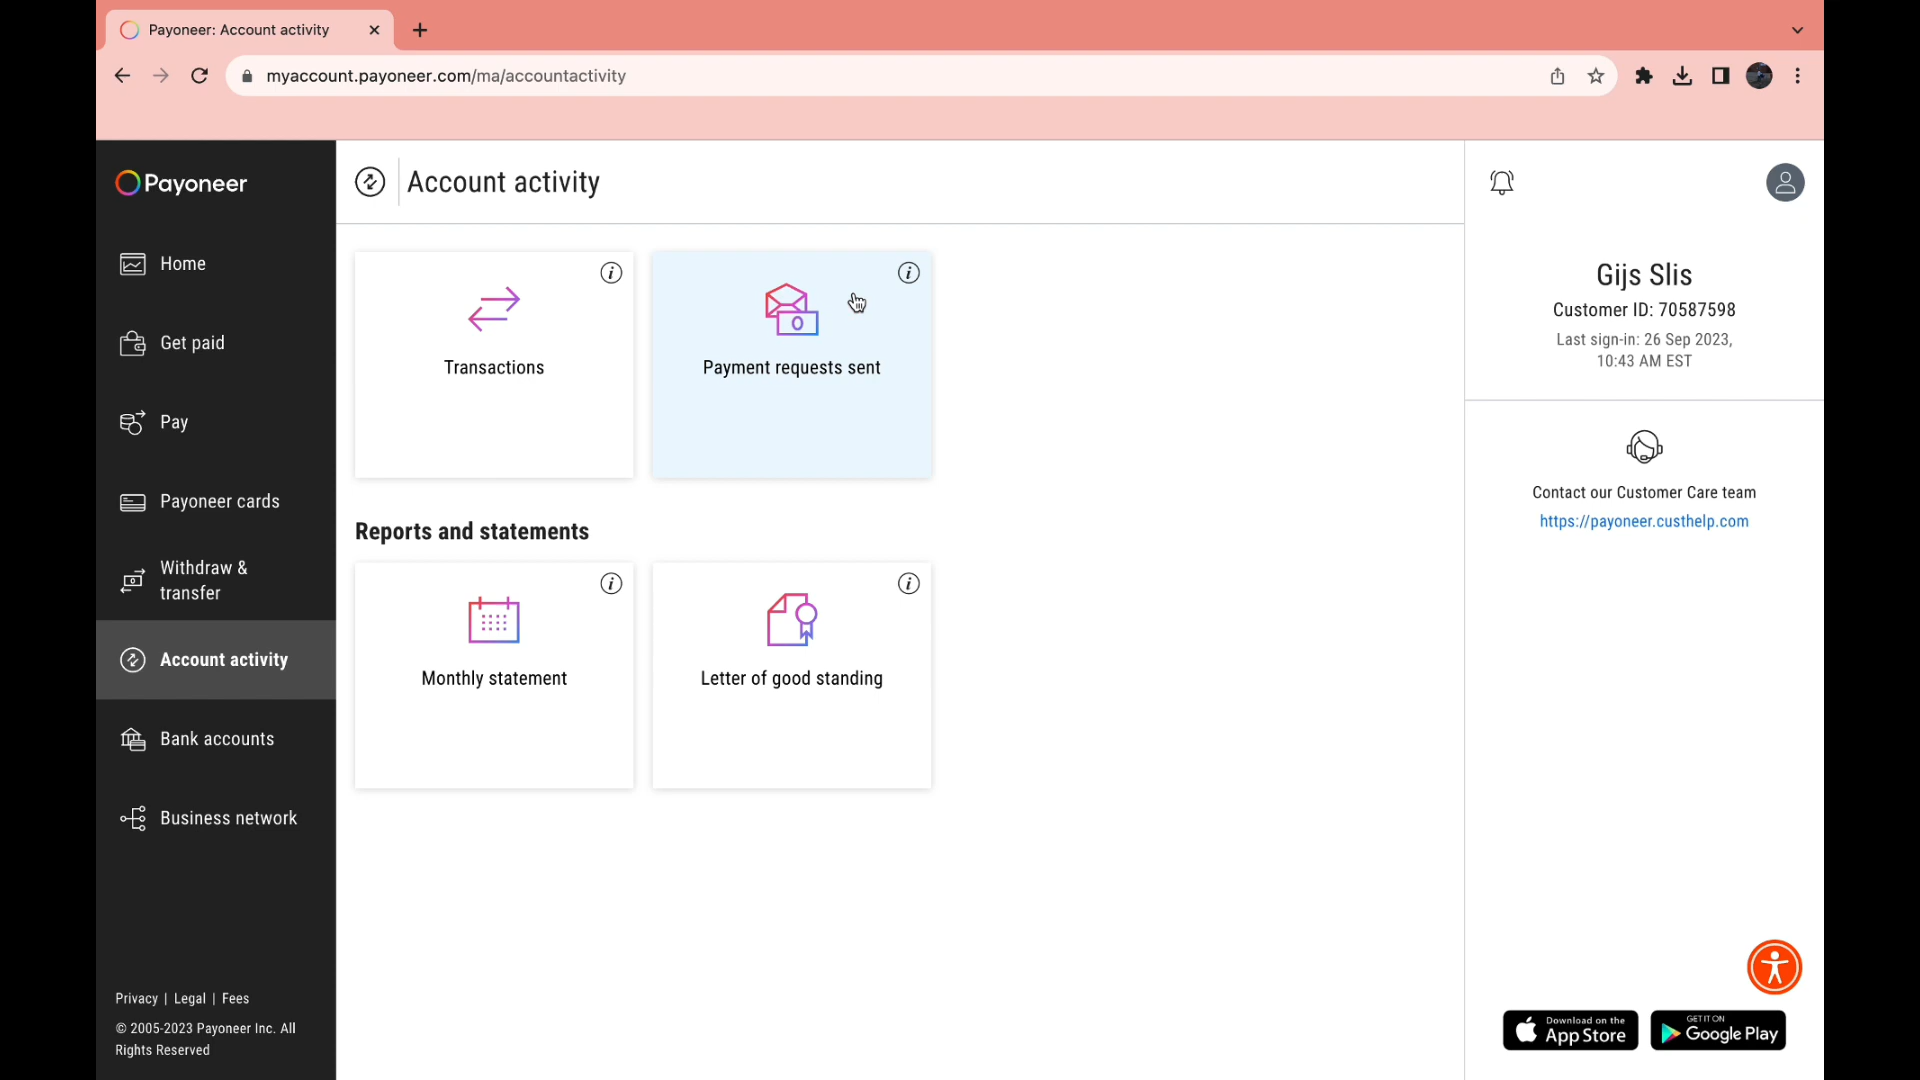 Payoneer: Account activity
myaccount.payoneer.com/ma/accountactivity
Payoneer
Home
Get paid
Pay
Payoneer cards
Withdraw &
transfer
Account activity
Bank accounts
Business network
Privacy | Legal | Fees
© 2005-2023 Payoneer Inc. All
Rights Reserved
Account activity
Transactions
Payment requests sent
Reports and statements
Monthly statement
Letter of good standing
Gijs Slis
Customer ID: 70587598
Last sign-in: 26 Sep 2023,
10:43 AM EST
Contact our Customer Care team
https://payoneer.custhelp.com
Download on the
App Store
GET IT ON
Google Play